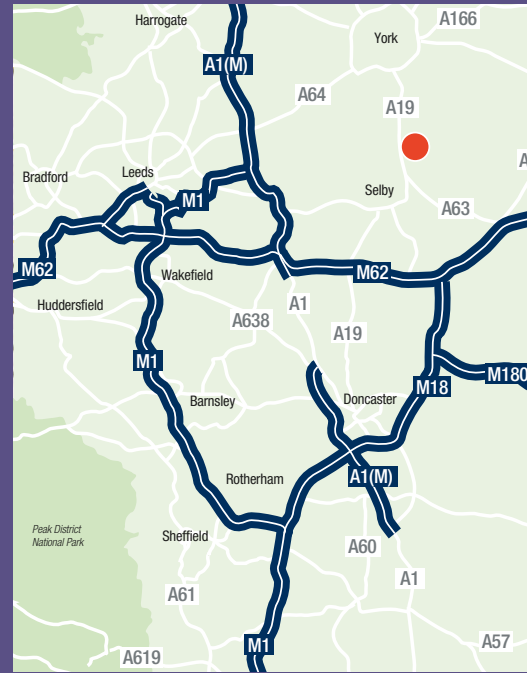 Harrogate
A166
York
A1(M)
A64
A19
Leeds
Bradford
M1
Selby
A63
M62
Wakefield
M62
Huddersfield
A1
A638
A19
M1
M180
M18
Barnsley
Doncaster
Rotherham
A1(M)
Peak District
National Park
Sheffield
A60
A1
A61
M1
A57
A619